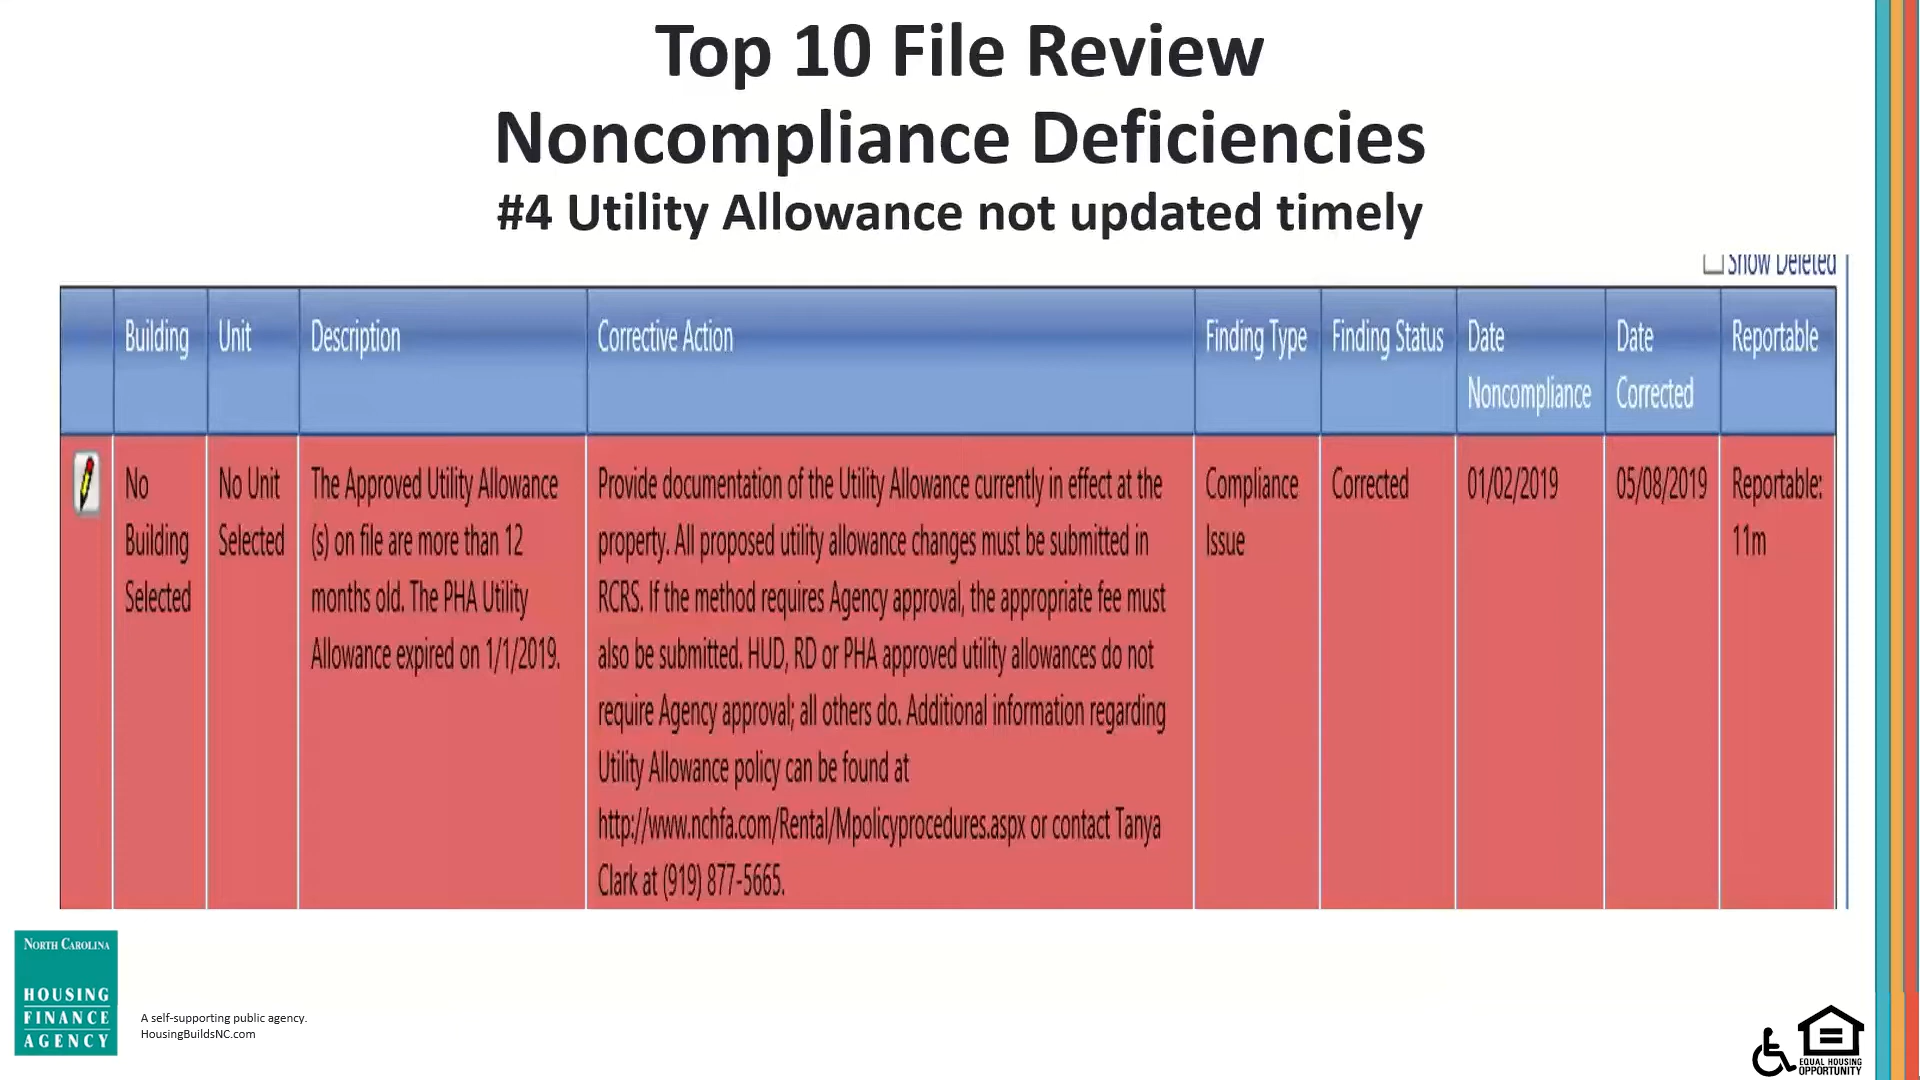 Top 10 File Review
Noncompliance Deficiencies
#4 Utility Allowance not updated timely
Show Deleted
Building
Unit
Description
Corrective Action
Finding Type
Finding Status
Date
Noncompliance
Date
Corrected
Reportable
No
Building
Selected
No Unit
Selected
The Approved Utility Allowance
(s) on file are more than 12
months old. The PHA Utility
Allowance expired on 1/1/2019.
Provide documentation of the Utility Allowance currently in effect at the
property. All proposed utility allowance changes must be submitted in
RCRS. If the method requires Agency approval, the appropriate fee must
also be submitted. HUD, RD or PHA approved utility allowances do not
require Agency approval; all others do. Additional information regarding
Utility Allowance policy can be found at
http://www.nchfa.com/Rental/Mpolicyprocedures.aspx or contact Tanya
Clark at (919) 877-5665.
Compliance
Issue
Corrected
01/02/2019
05/08/2019
Reportable:
11m
NORTH CAROLINA
HOUSING
FINANCE
AGENCY
A self-supporting public agency.
HousingBuildsNC.com
EQUAL HOUSING
OPPORTUNITY